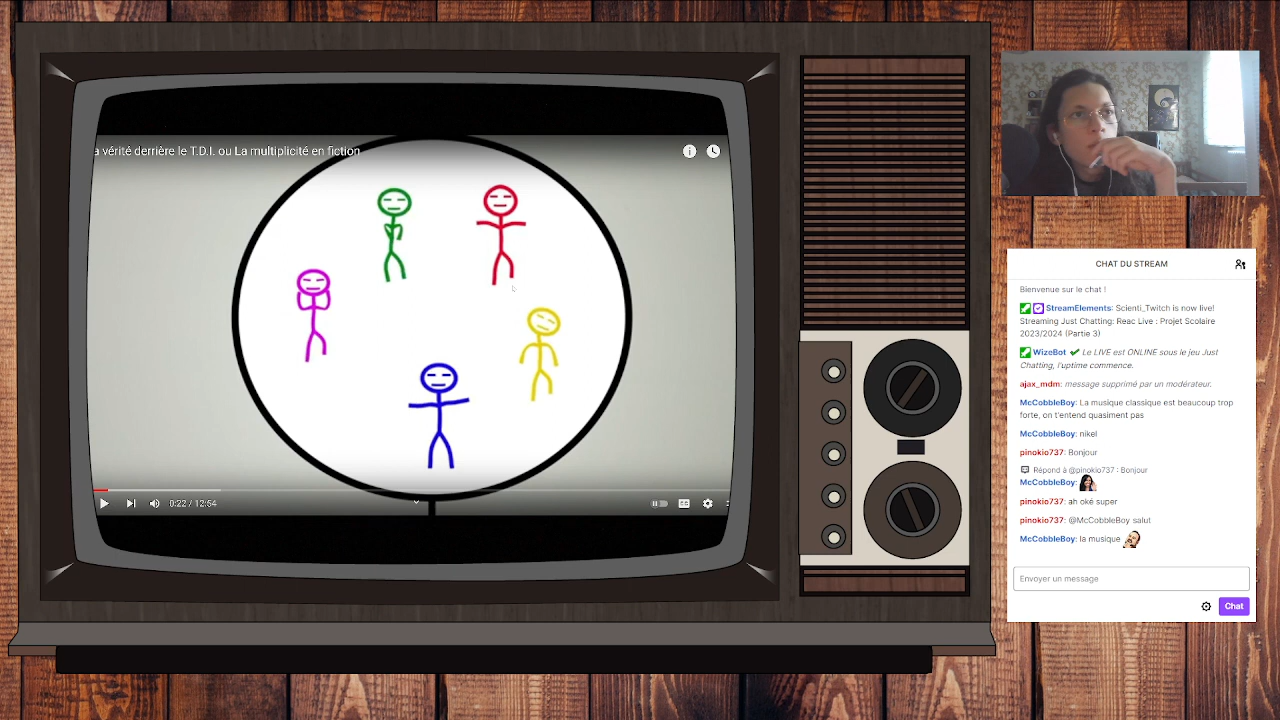 a vérité derrière le T.D.I. ou La multiplicité en fiction
0:22 / 12:54
CHAT DU STREAM
Bienvenue sur le chat !
StreamElements: Scienti_Twitch is now live!
Streaming Just Chatting: Reac Live : Projet Scolaire
2023/2024 (Partie 3)
WizeBot Le LIVE est ONLINE sous le jeu Just
Chatting, l'uptime commence.
ajax_mdm: message supprimé par un modérateur.
McCobbleBoy: La musique classique est beaucoup trop
forte, on t'entend quasiment pas
McCobbleBoy: nikel
pinokio737: Bonjour
Répond à @pinokio737 : Bonjour
McCobbleBoy:
pinokio737: ah oké super
pinokio737: @McCobbleBoy salut
McCobbleBoy: la musique
Envoyer un message
Chat